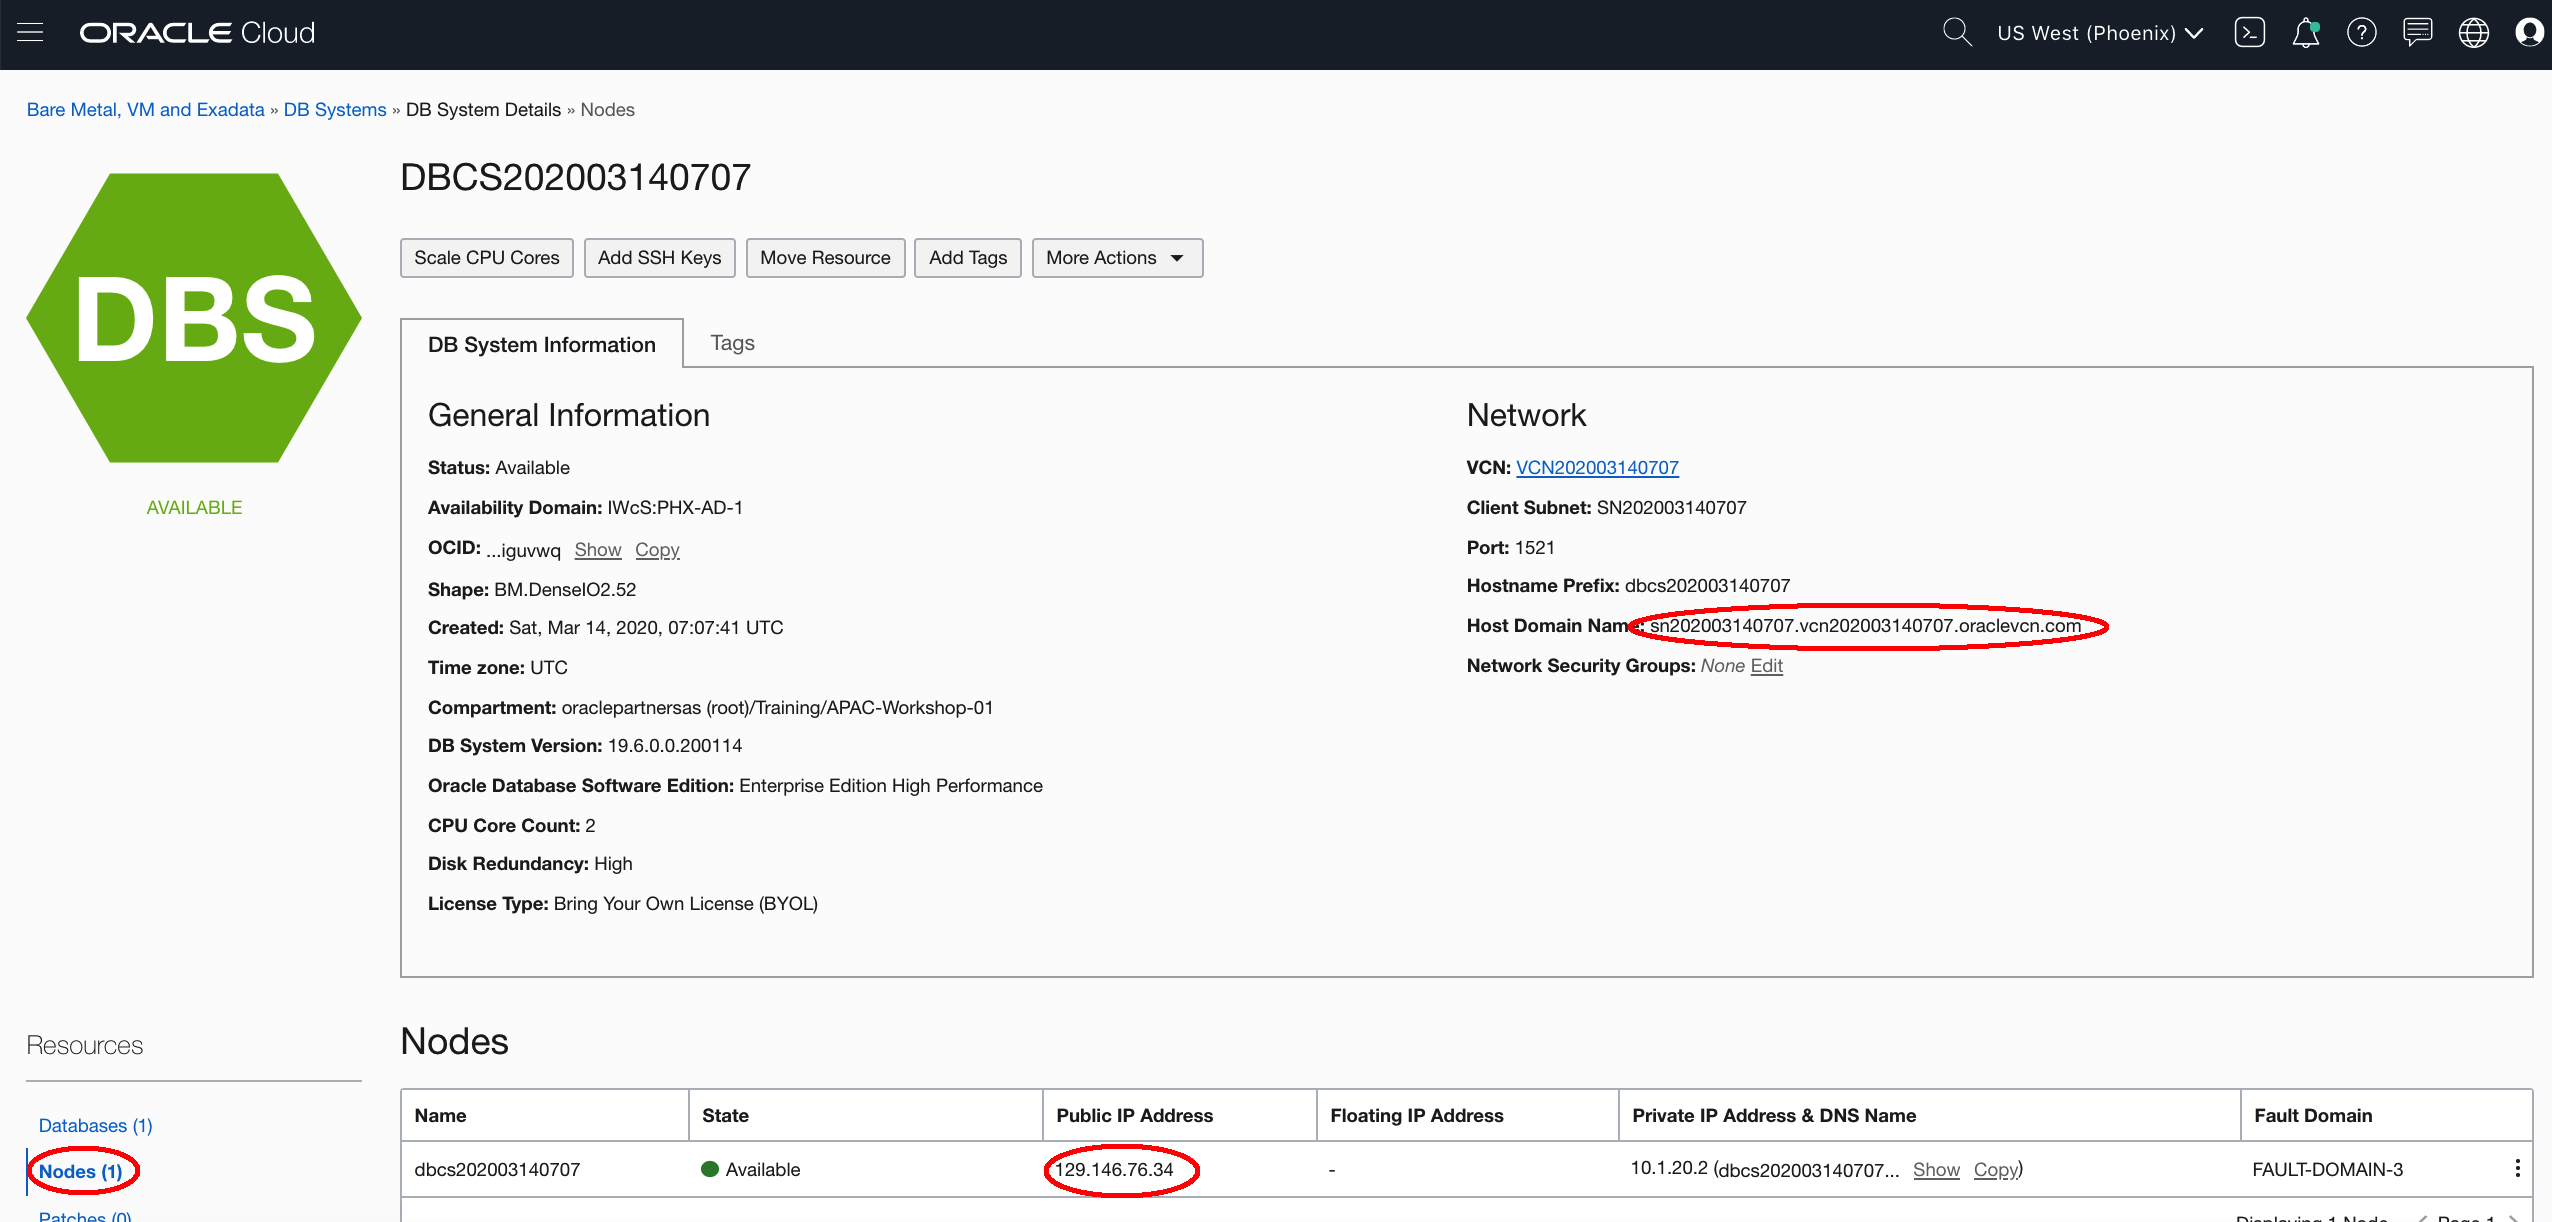 ORACLE Cloud
US West (Phoenix)
Bare Metal, VM and Exadata » DB Systems » DB System Details » Nodes
DBS
AVAILABLE
DBCS202003140707
Scale CPU Cores
Add SSH Keys
Move Resource
Add Tags
More Actions
DB System Information
Tags
General Information
Status: Available
Availability Domain: IWcS:PHX-AD-1
OCID: ...iguvwq Show Copy
Shape: BM.DenseIO2.52
Created: Sat, Mar 14, 2020, 07:07:41 UTC
Time zone: UTC
Compartment: oraclepartnersas (root)/Training/APAC-Workshop-01
DB System Version: 19.6.0.0.200114
Oracle Database Software Edition: Enterprise Edition High Performance
CPU Core Count: 2
Disk Redundancy: High
License Type: Bring Your Own License (BYOL)
Network
VCN: VCN202003140707
Client Subnet: SN202003140707
Port: 1521
Hostname Prefix: dbcs202003140707
Host Domain Name: sn202003140707.vcn202003140707.oraclevcn.com
Network Security Groups: None Edit
Resources
Databases (1)
Nodes (1)
Patches (0)
Nodes
Name State Public IP Address Floating IP Address Private IP Address & DNS Name Fault Domain
dbcs202003140707 Available 129.146.76.34 - 10.1.20.2 (dbcs202003140707... Show Copy) FAULT-DOMAIN-3
Displaying 1 Node < Page 1 >